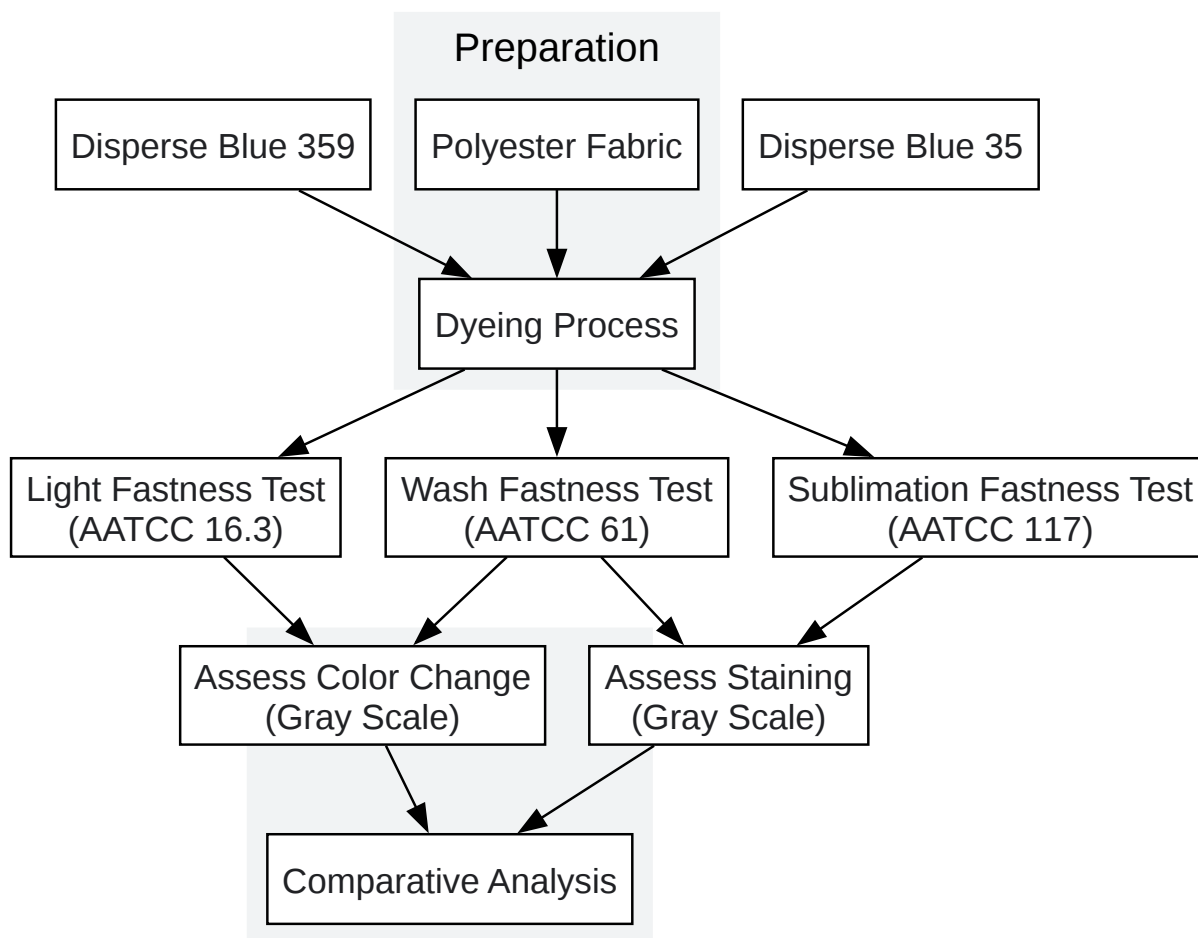 Preparation
Disperse Blue 359
Polyester Fabric
Disperse Blue 35
Dyeing Process
Light Fastness Test
(AATCC 16.3)
Wash Fastness Test
(AATCC 61)
Sublimation Fastness Test
(AATCC 117)
Assess Color Change
(Gray Scale)
Assess Staining
(Gray Scale)
Comparative Analysis